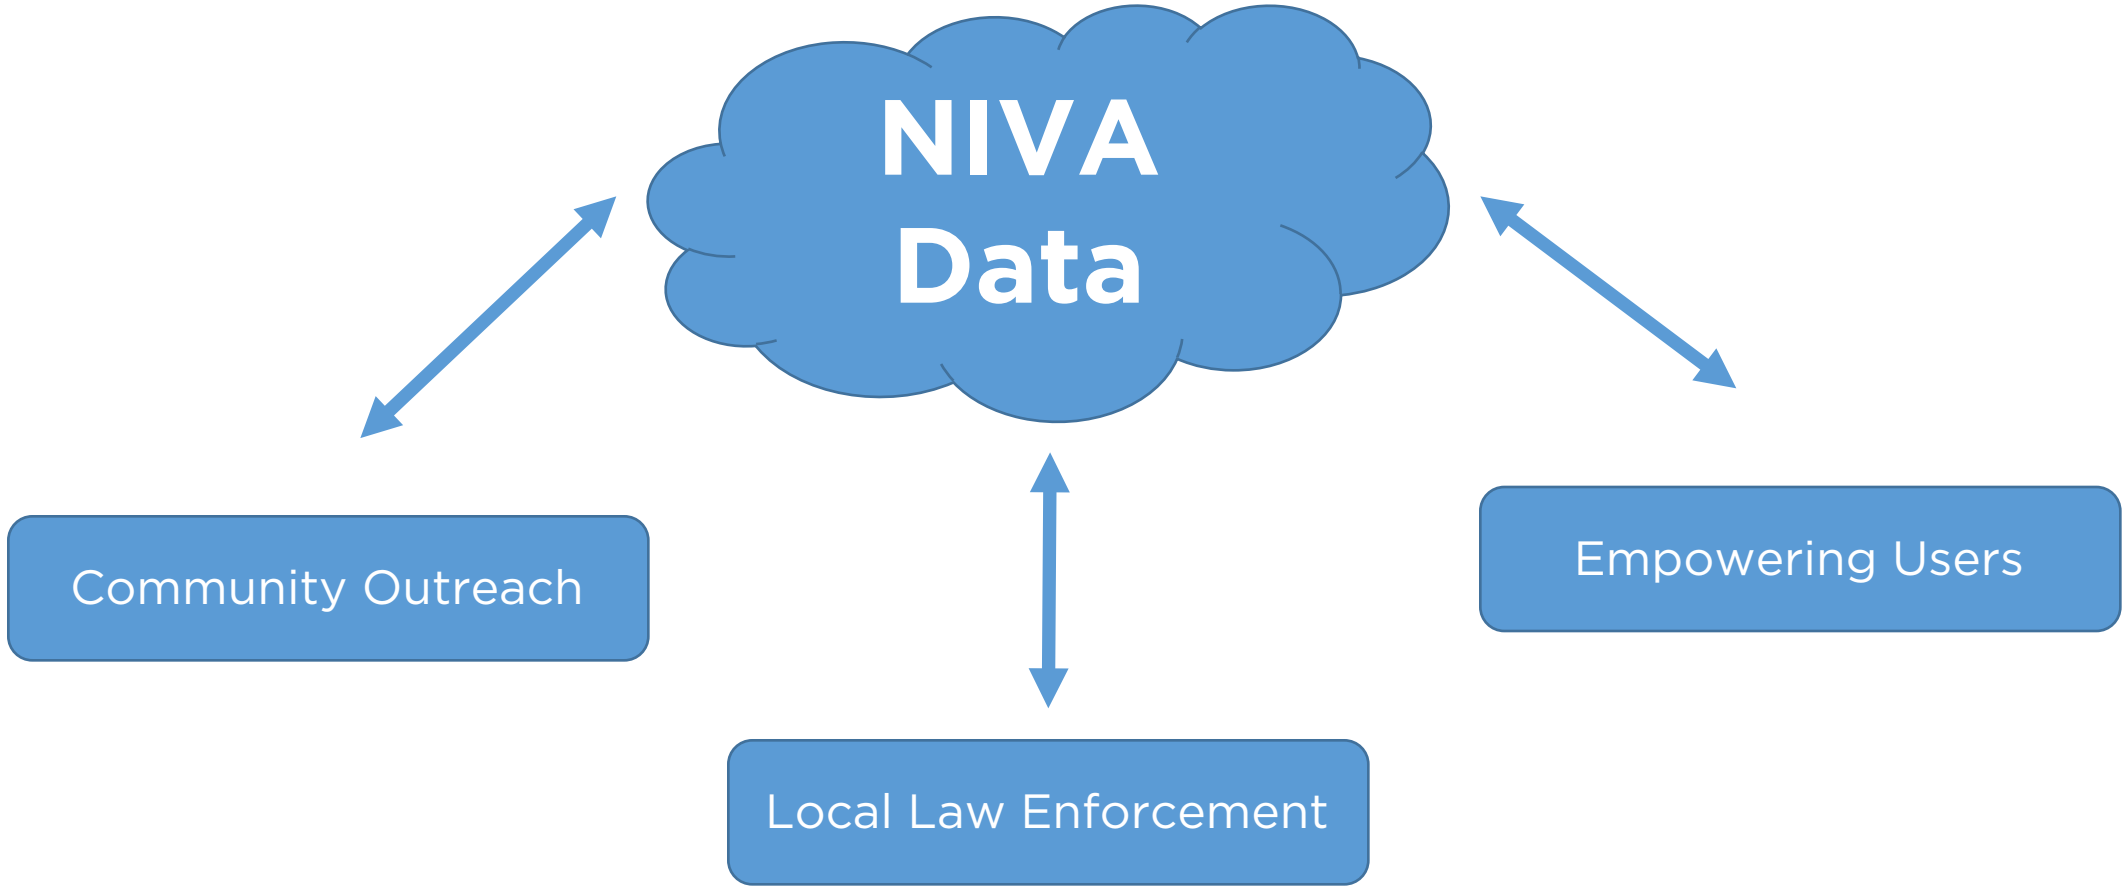 NIVA
Data
Community Outreach
Empowering Users
Local Law Enforcement